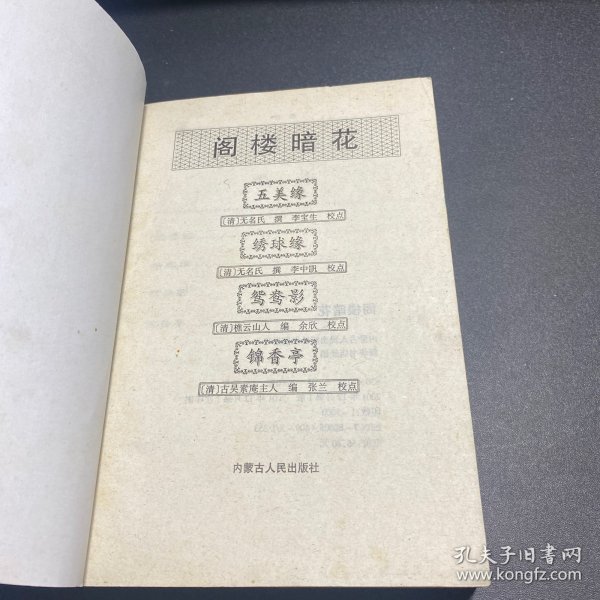 阁楼暗花
五美缘
〔清〕无名氏 撰 李宝生 校点
绣球缘
〔清〕无名氏 撰 李中凯 校点
鸳鸯影
〔清〕樵云山人 编 余欣 校点
锦香亭
〔清〕古吴素庵主人 编 张兰 校点
内蒙古人民出版社
孔夫子旧书网
www.kongfz.com